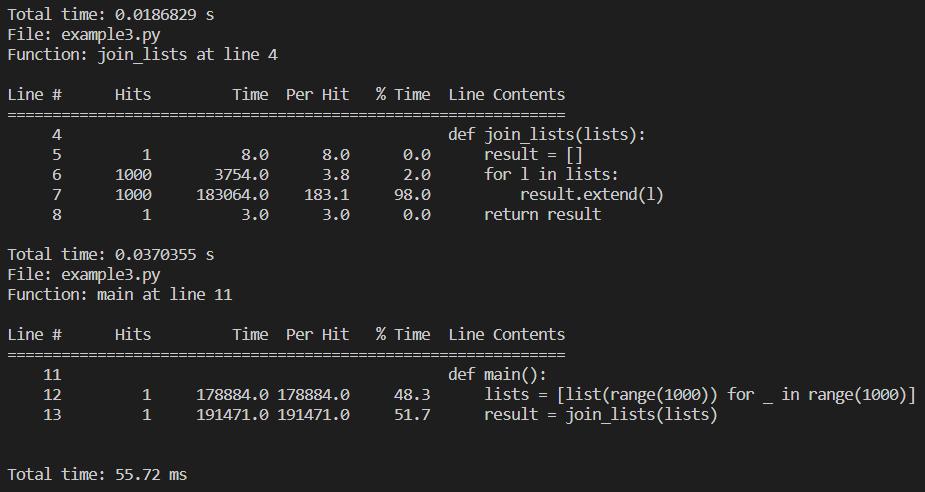 Total time: 0.0186829 s
File: example3.py
Function: join_lists at line 4

Line #      Hits         Time  Per Hit   % Time  Line Contents
==============================================================
     4                                           def join_lists(lists):
     5         1          8.0      8.0      0.0      result = []
     6      1000       3754.0      3.8      2.0      for l in lists:
     7      1000     183064.0    183.1     98.0          result.extend(l)
     8         1          3.0      3.0      0.0      return result

Total time: 0.0370355 s
File: example3.py
Function: main at line 11

Line #      Hits         Time  Per Hit   % Time  Line Contents
==============================================================
    11                                           def main():
    12         1     178884.0 178884.0     48.3      lists = [list(range(1000)) for _ in range(1000)]
    13         1     191471.0 191471.0     51.7      result = join_lists(lists)


Total time: 55.72 ms